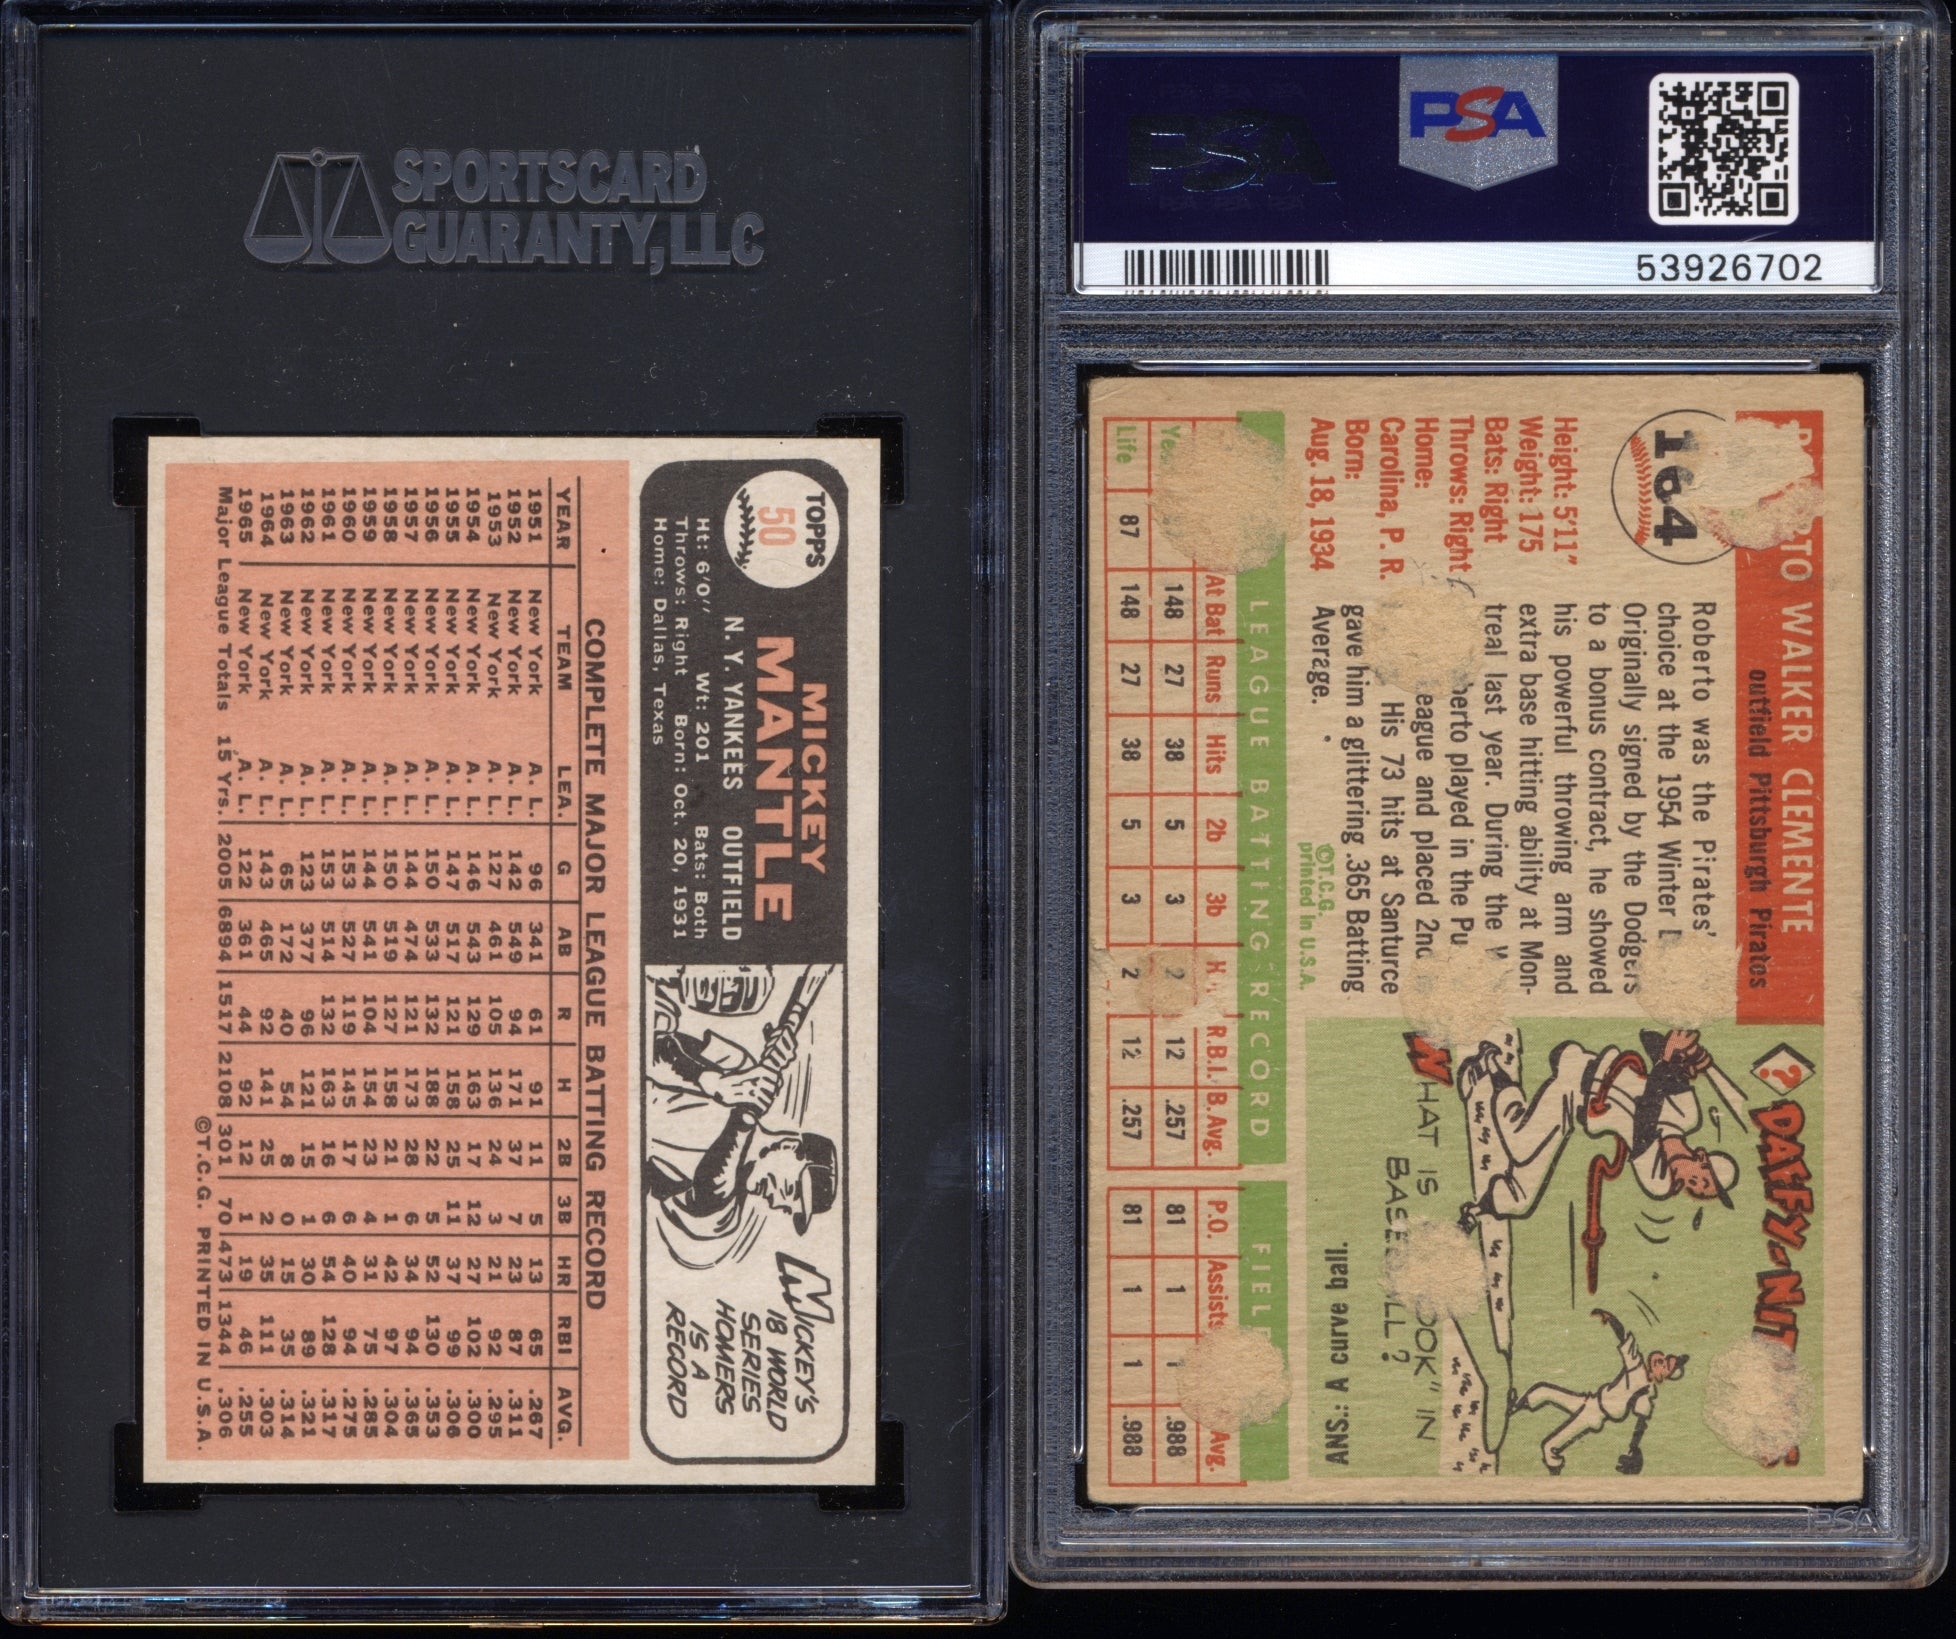 SPORTSCARD
GUARANTY, LLC
TOPPS
50
MICKEY
MANTLE
N. Y. YANKEES OUTFIELD
Ht: 6'0" Wt: 201 Bats: Both
Throws: Right Born: Oct. 20, 1931
Home: Dallas, Texas
MICKEY'S
18 WORLD
SERIES
HOMERS
IS A
RECORD
COMPLETE MAJOR LEAGUE BATTING RECORD
YEAR TEAM LEA. G AB R H 2B 3B HR RBI AVG.
1951 New York A. L. 96 341 61 91 11 5 13 65 .267
1952 New York A. L. 142 549 94 171 37 7 23 87 .311
1953 New York A. L. 127 461 105 136 24 3 21 92 .295
1954 New York A. L. 146 543 129 163 17 12 27 102 .300
1955 New York A. L. 147 517 121 158 25 11 37 99 .306
1956 New York A. L. 150 533 132 188 22 5 52 130 .353
1957 New York A. L. 144 474 121 173 28 6 34 94 .365
1958 New York A. L. 150 519 127 158 21 1 42 97 .304
1959 New York A. L. 144 541 104 154 23 4 31 75 .285
1960 New York A. L. 153 527 119 145 17 6 40 94 .275
1961 New York A. L. 153 514 132 163 16 6 54 128 .317
1962 New York A. L. 123 377 96 121 15 1 30 89 .321
1963 New York A. L. 65 172 40 54 8 0 15 35 .314
1964 New York A. L. 143 465 92 141 25 2 35 111 .303
1965 New York A. L. 122 361 44 92 12 1 19 46 .255
Major League Totals 15 Yrs. 2005 6894 1517 2108 301 70 473 1344 .306
©T.C.G. PRINTED IN U.S.A.
PSA
PSA
53926702
164
TO WALKER CLEMENTE
outfield Pittsburgh Pirates
Height: 5'11"
Weight: 175
Bats: Right
Throws: Right
Home:
Carolina, P. R.
Born:
Aug. 18, 1934
Roberto was the Pirates'
choice at the 1954 Winter
Originally signed by the Dodgers
to a bonus contract, he showed
his powerful throwing arm and
extra base hitting ability at Mon-
treal last year. During the
berto played in the Pu
eague and placed 2nd
His 73 hits at Santurce
gave him a glittering .365 Batting
Average.
©T.C.G.
printed in U.S.A.
DAFFY-NIT
WHAT IS
OOK" IN
BASEBALL?
ANS.: A curve ball.
LEAGUE BATTING RECORD FIEL
At Bat Runs Hits 2b 3b H R.B.I. B.Avg. P.O. Assists Avg.
Yea 148 27 38 5 3 2 12 .257 81 1 1 .988
Life 87 148 27 38 5 3 2 12 .257 81 1 1 .988
PSA